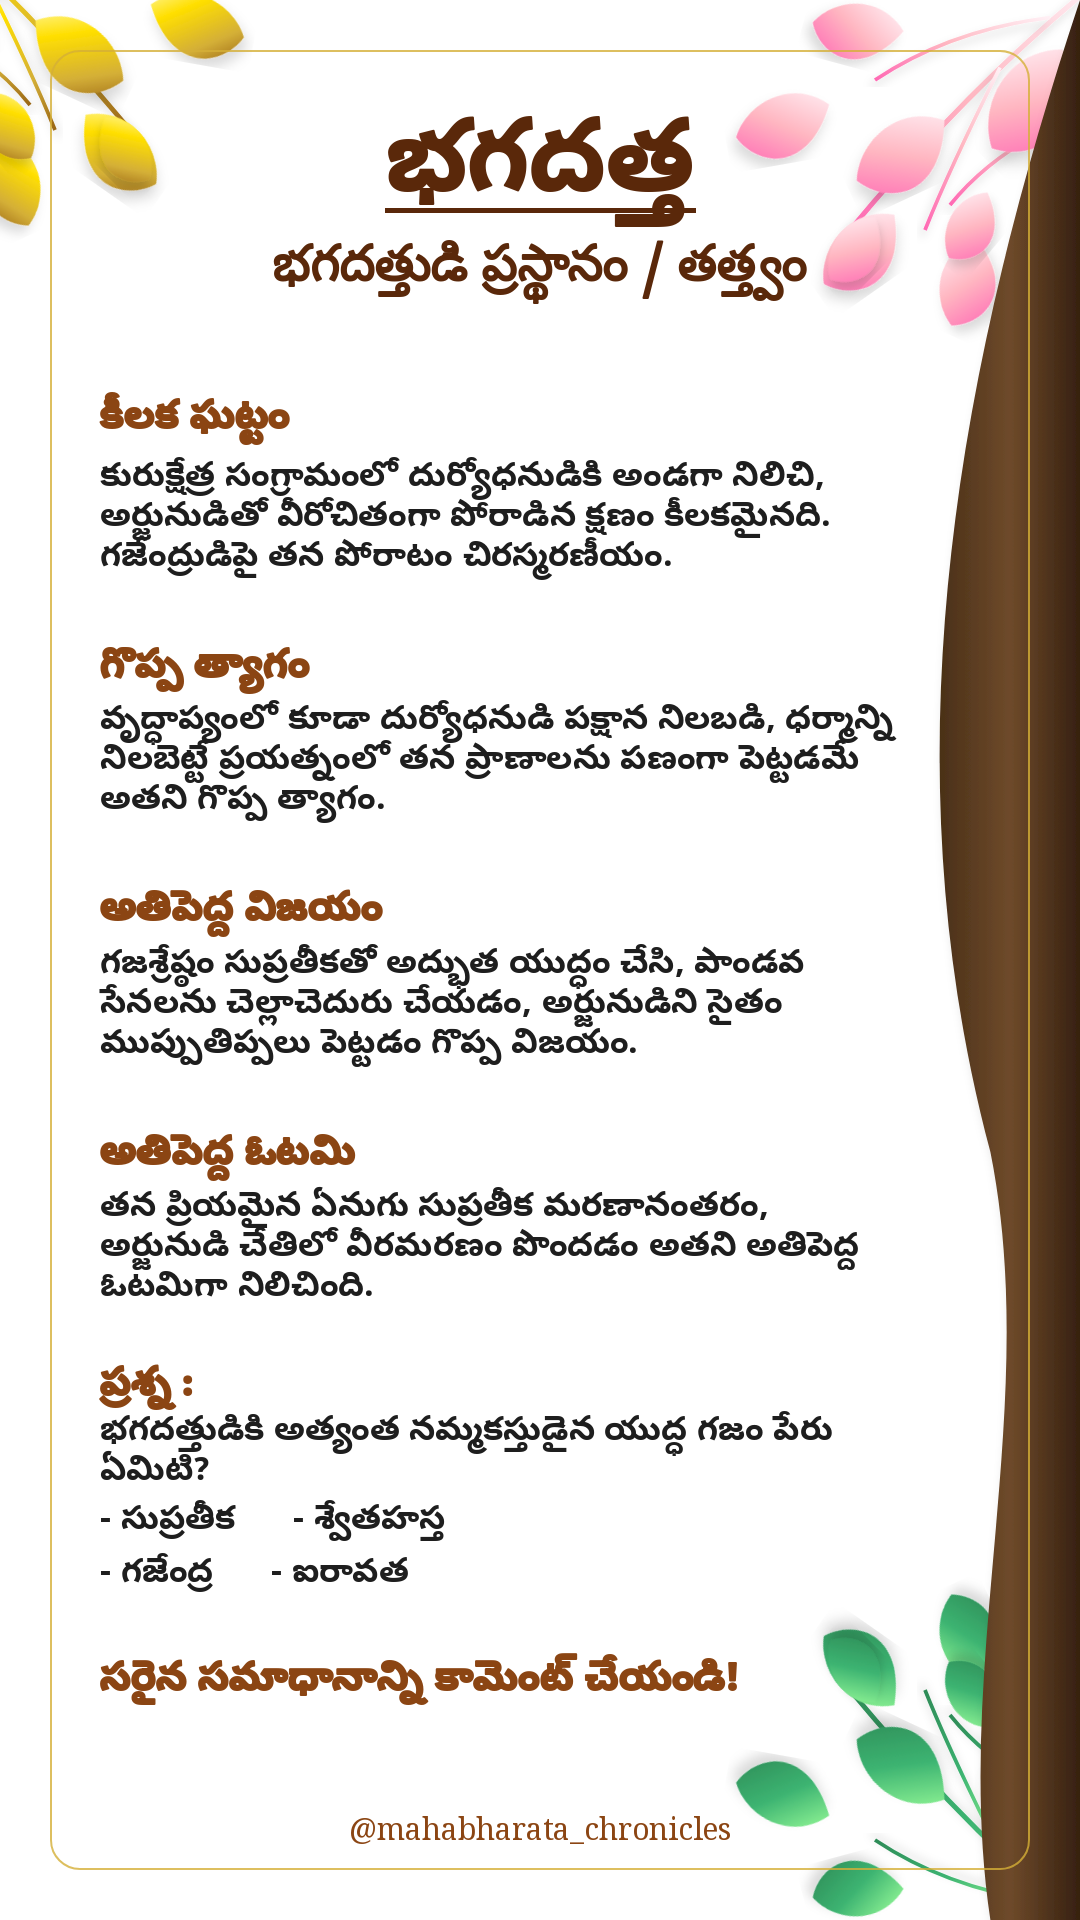 భగదత్త
భగదత్తుడి ప్రస్థానం / తత్త్వం
కీలక ఘట్టం
కురుక్షేత్ర సంగ్రామంలో దుర్యోధనుడికి అండగా నిలిచి,
అర్జునుడితో వీరోచితంగా పోరాడిన క్షణం కీలకమైనది.
గజేంద్రుడిపై తన పోరాటం చిరస్మరణీయం.
గొప్ప త్యాగం
వృద్ధాప్యంలో కూడా దుర్యోధనుడి పక్షాన నిలబడి, ధర్మాన్ని
నిలబెట్టే ప్రయత్నంలో తన ప్రాణాలను పణంగా పెట్టడమే
అతని గొప్ప త్యాగం.
అతిపెద్ద విజయం
గజశ్రేష్ఠం సుప్రతీకతో అద్భుత యుద్ధం చేసి, పాండవ
సేనలను చెల్లాచెదురు చేయడం, అర్జునుడిని సైతం
ముప్పుతిప్పలు పెట్టడం గొప్ప విజయం.
అతిపెద్ద ఓటమి
తన ప్రియమైన ఏనుగు సుప్రతీక మరణానంతరం,
అర్జునుడి చేతిలో వీరమరణం పొందడం అతని అతిపెద్ద
ఓటమిగా నిలిచింది.
ప్రశ్న :
భగదత్తుడికి అత్యంత నమ్మకస్తుడైన యుద్ధ గజం పేరు
ఏమిటి?
- సుప్రతీక - శ్వేతహస్త
- గజేంద్ర - ఐరావత
సరైన సమాధానాన్ని కామెంట్ చేయండి!
@mahabharata_chronicles